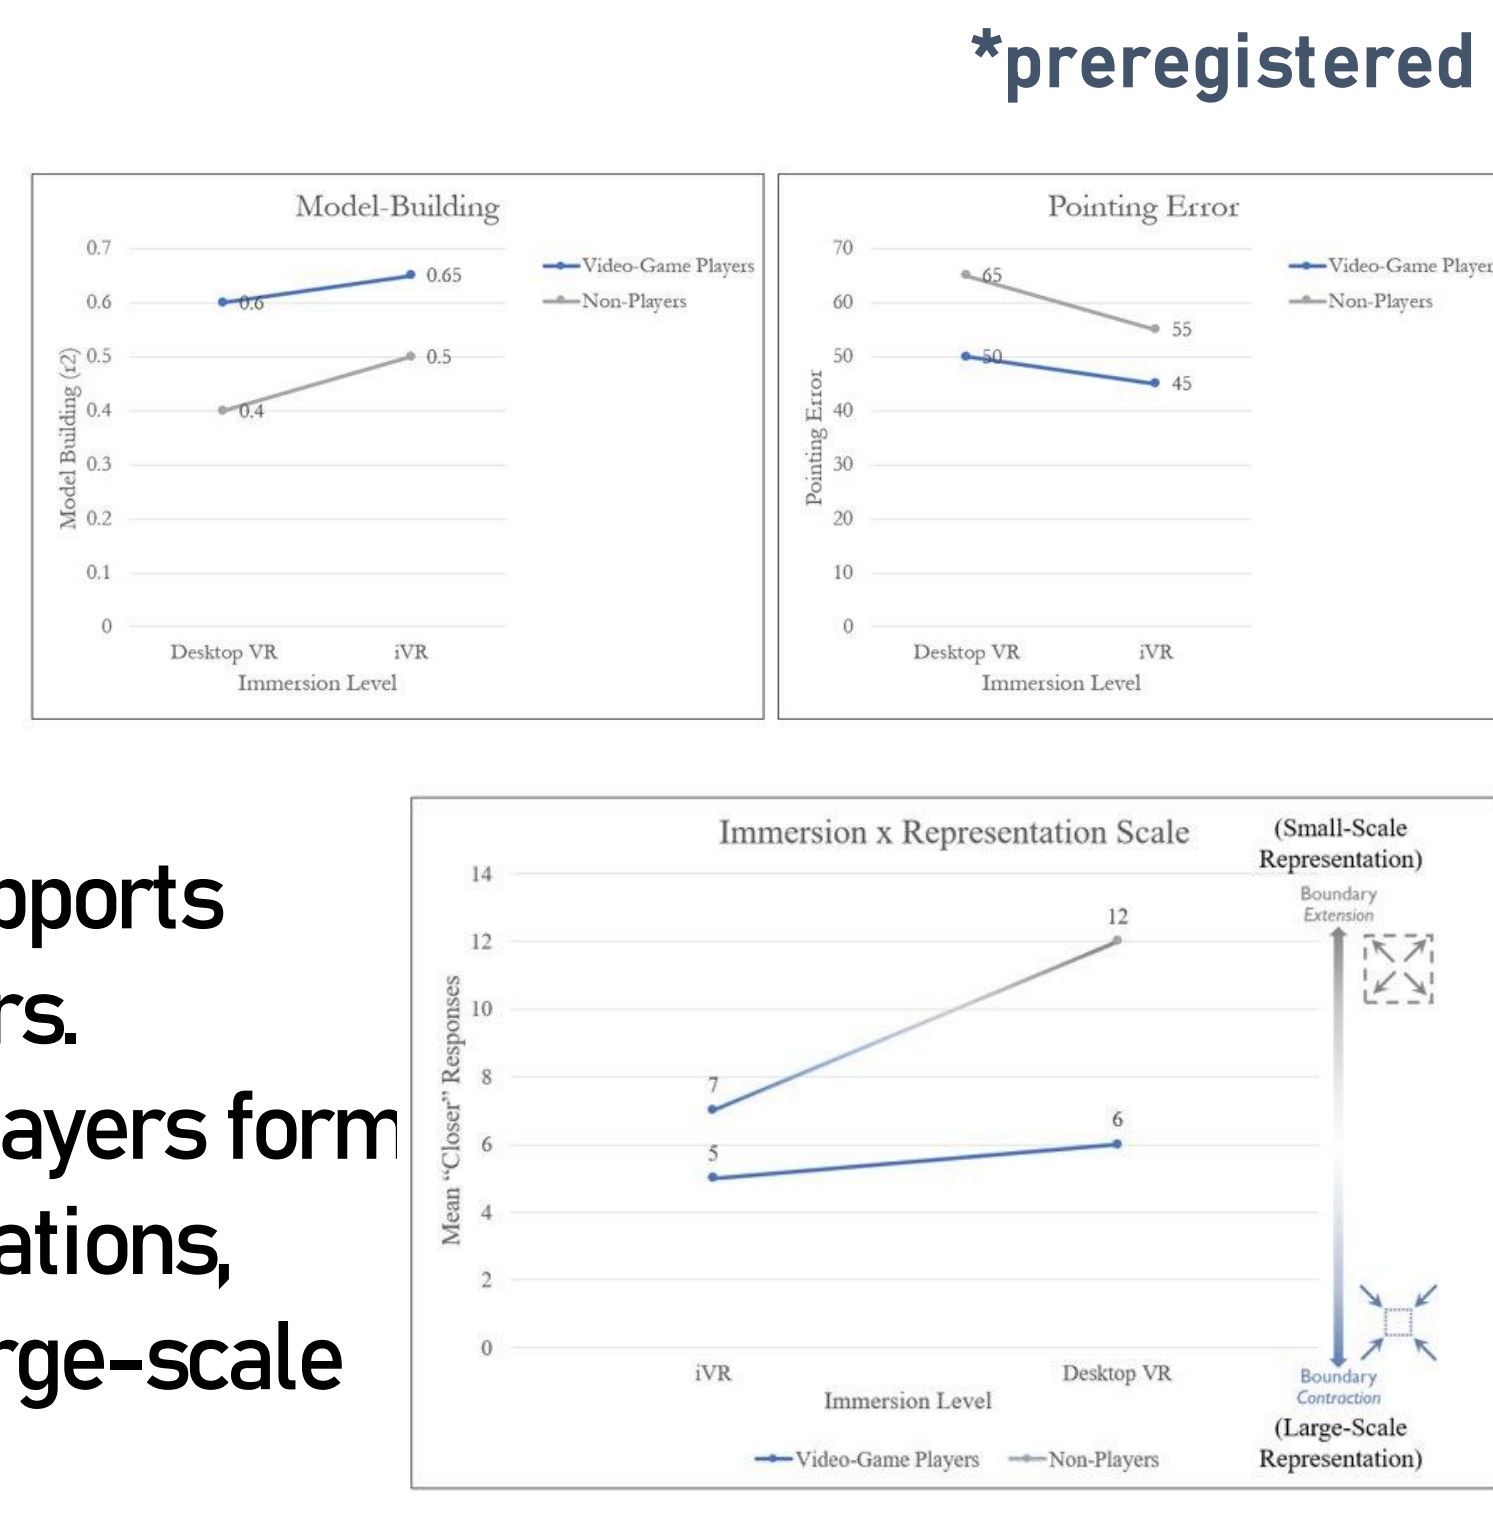 *preregistered
Model-Building
0.7
0.6
0.5
0.4
0.3
0.2
0.1
0
Model Building (r2)
0.6
0.65
0.4
0.5
Desktop VR
iVR
Immersion Level
Video-Game Players
Non-Players
Pointing Error
70
60
50
40
30
20
10
0
Pointing Error
65
55
50
45
Desktop VR
iVR
Immersion Level
Video-Game Player
Non-Players
pports
rs.
ayers form
ations,
rge-scale
Immersion x Representation Scale
14
12
10
8
6
4
2
0
Mean “Closer” Responses
7
12
5
6
iVR
Desktop VR
Immersion Level
Video-Game Players
Non-Players
(Small-Scale
Representation)
Boundary
Extension
Boundary
Contraction
(Large-Scale
Representation)